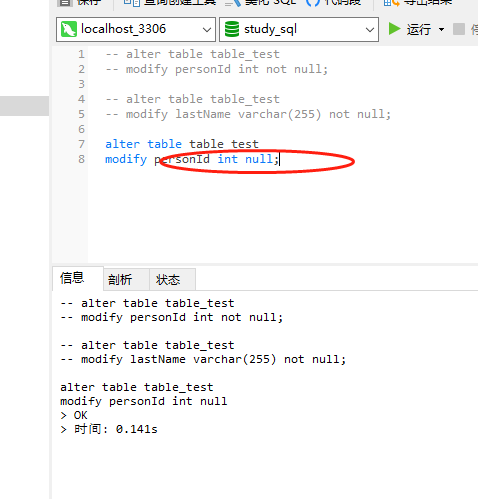 保存
查询创建工具
美化 SQL
代码段
导出结果
localhost_3306
study_sql
运行
1 -- alter table table_test
2 -- modify personId int not null;
3
4 -- alter table table_test
5 -- modify lastName varchar(255) not null;
6
7 alter table table_test
8 modify personId int null;
信息 剖析 状态
-- alter table table_test
-- modify personId int not null;
-- alter table table_test
-- modify lastName varchar(255) not null;
alter table table_test
modify personId int null
> OK
> 时间: 0.141s